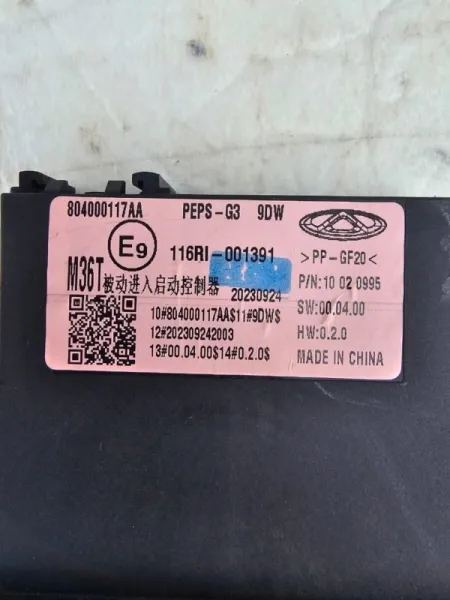 804000117AA PEPS-G3 9DW
E9
116RI-001391
>PP-GF20<
M36T
被动进入启动控制器
20230924
P/N:10 02 0995
10#804000117AA$11#9DW$
SW:00.04.00
12#202309242003
HW:0.2.0
13#00.04.00$14#0.2.0$
MADE IN CHINA